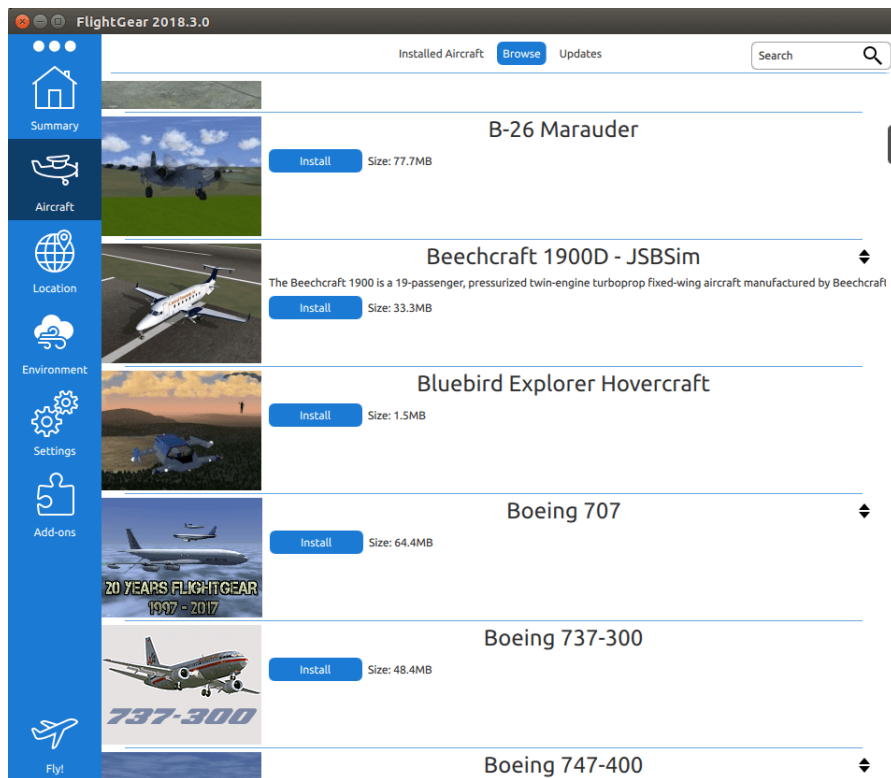 FlightGear 2018.3.0
Installed Aircraft Browse Updates Search
Summary
Aircraft
Location
Environment
Settings
Add-ons
Fly!
B-26 Marauder
Install Size: 77.7MB
Beechcraft 1900D - JSBSim
The Beechcraft 1900 is a 19-passenger, pressurized twin-engine turboprop fixed-wing aircraft manufactured by Beechcraft
Install Size: 33.3MB
Bluebird Explorer Hovercraft
Install Size: 1.5MB
Boeing 707
Install Size: 64.4MB
20 YEARS FLIGHTGEAR
1997 - 2017
Boeing 737-300
Install Size: 48.4MB
737-300
Boeing 747-400